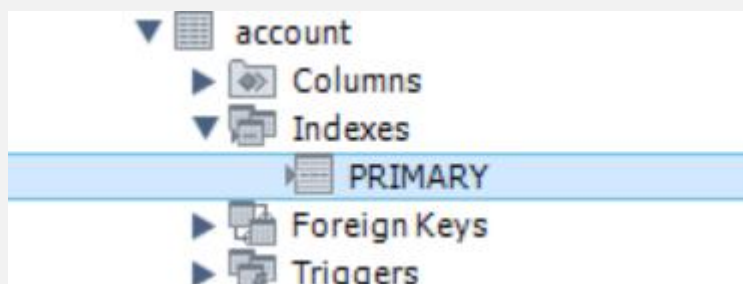 account
Columns
Indexes
PRIMARY
Foreign Keys
Triggers